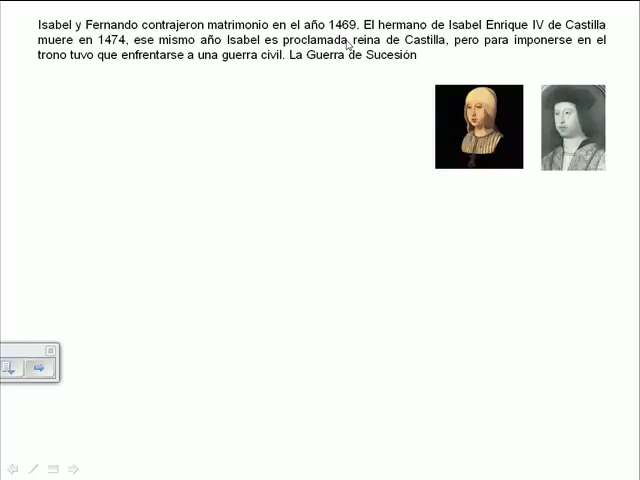 Isabel y Fernando contrajeron matrimonio en el año 1469. El hermano de Isabel Enrique IV de Castilla
muere en 1474, ese mismo año Isabel es proclamada reina de Castilla, pero para imponerse en el
trono tuvo que enfrentarse a una guerra civil. La Guerra de Sucesión